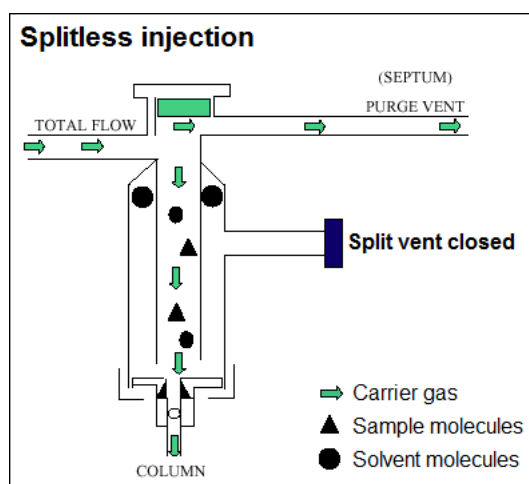 Splitless injection
(SEPTUM)
TOTAL FLOW
PURGE VENT
Split vent closed
Carrier gas
Sample molecules
Solvent molecules
COLUMN